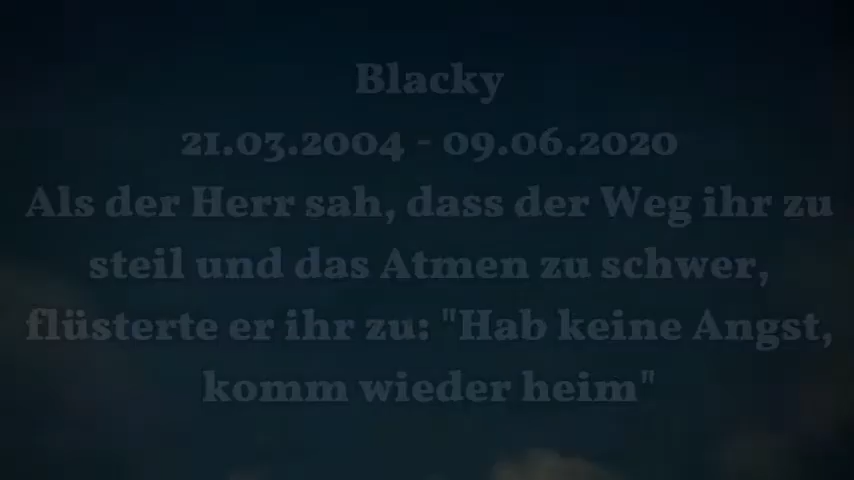 Blacky
21.03.2004 - 09.06.2020
Als der Herr sah, dass der Weg ihr zu
steil und das Atmen zu schwer,
flüsterte er ihr zu: "Hab keine Angst,
komm wieder heim"